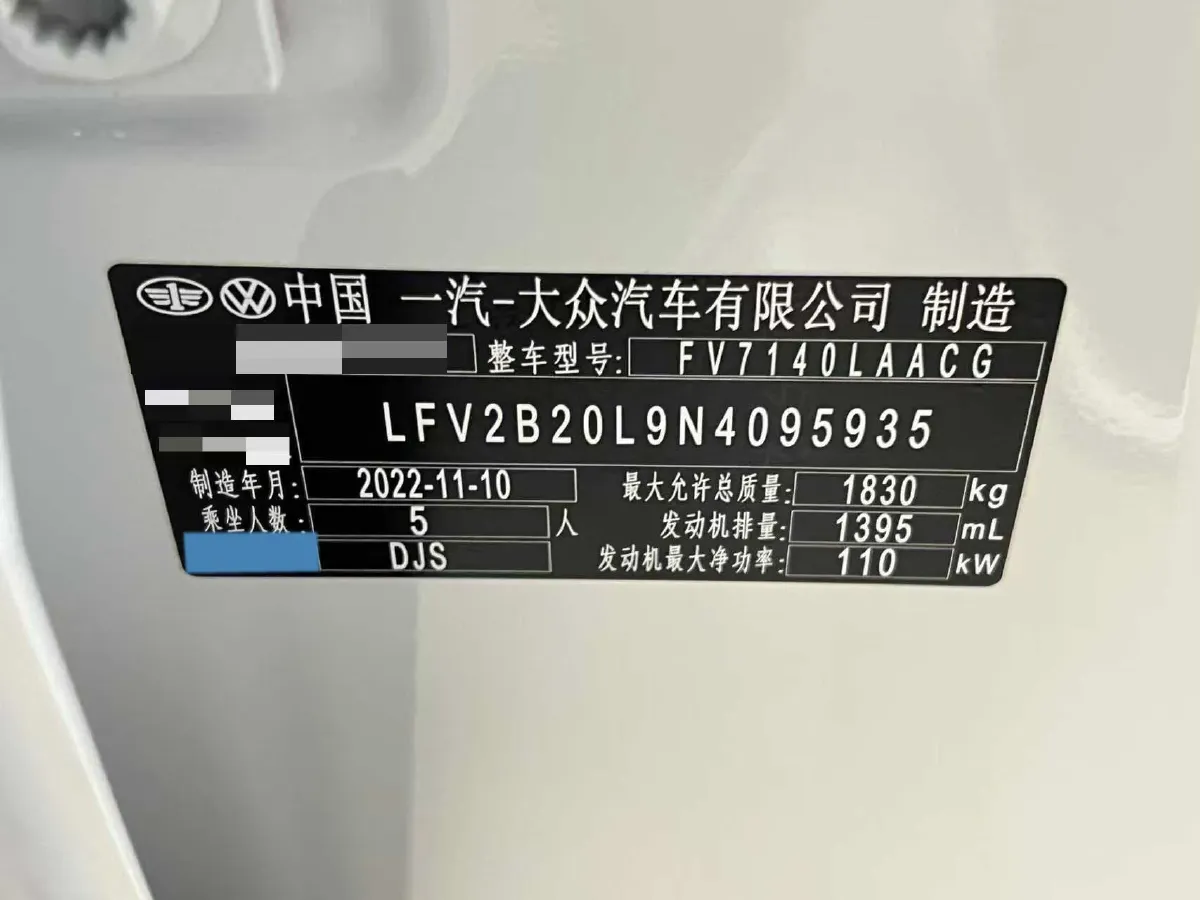 中国 一汽-大众汽车有限公司 制造
整车型号: FV7140LAACG
LFV2B20L9N4095935
制造年月: 2022-11-10 最大允许总质量: 1830 kg
乘坐人数: 5 人 发动机排量: 1395 mL
DJS 发动机最大净功率: 110 kW